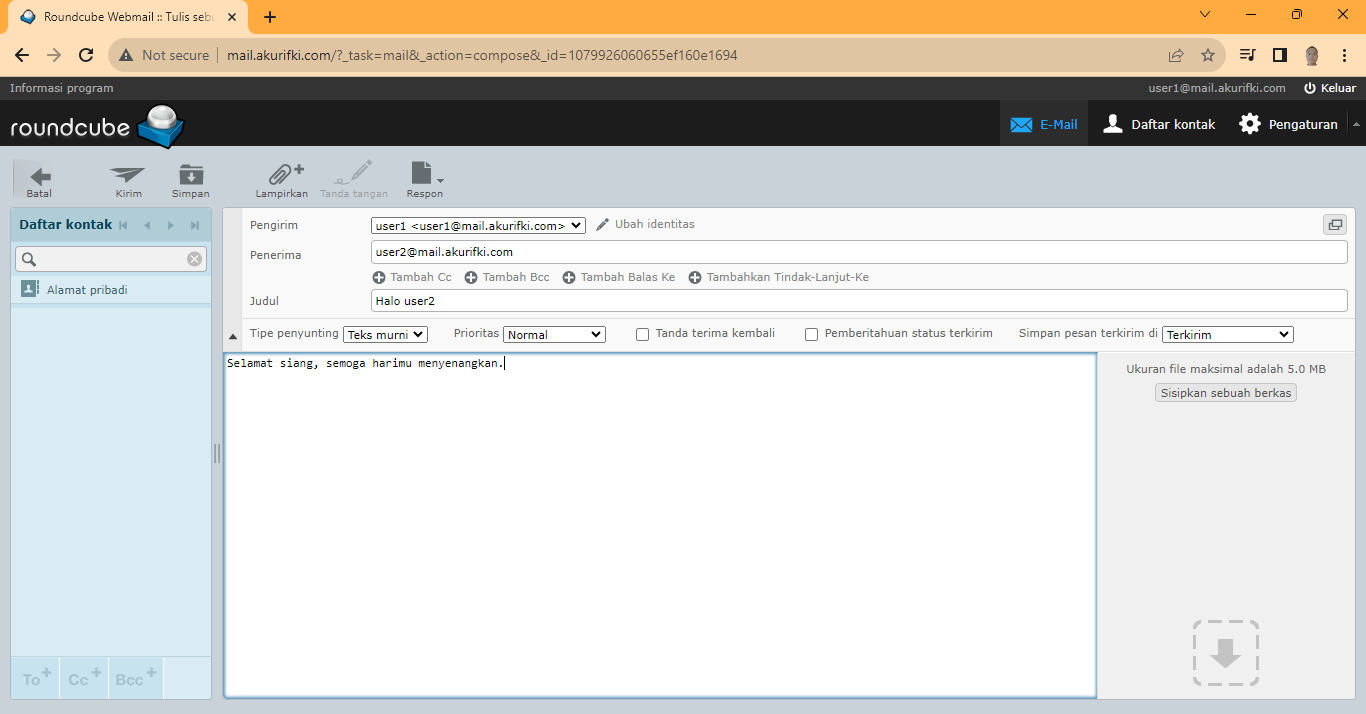 Roundcube Webmail :: Tulis sebu
Not secure
mail.akurifki.com/?_task=mail&_action=compose&_id=1079926060655ef160e1694
Informasi program
user1@mail.akurifki.com
Keluar
roundcube
E-Mail
Daftar kontak
Pengaturan
Batal
Kirim
Simpan
Lampirkan
Tanda tangan
Respon
Daftar kontak
Alamat pribadi
To
Cc
Bcc
Pengirim
user1 <user1@mail.akurifki.com>
Ubah identitas
Penerima
user2@mail.akurifki.com
Tambah Cc
Tambah Bcc
Tambah Balas Ke
Tambahkan Tindak-Lanjut-Ke
Judul
Halo user2
Tipe penyunting
Teks murni
Prioritas
Normal
Tanda terima kembali
Pemberitahuan status terkirim
Simpan pesan terkirim di
Terkirim
Selamat siang, semoga harimu menyenangkan.
Ukuran file maksimal adalah 5.0 MB
Sisipkan sebuah berkas